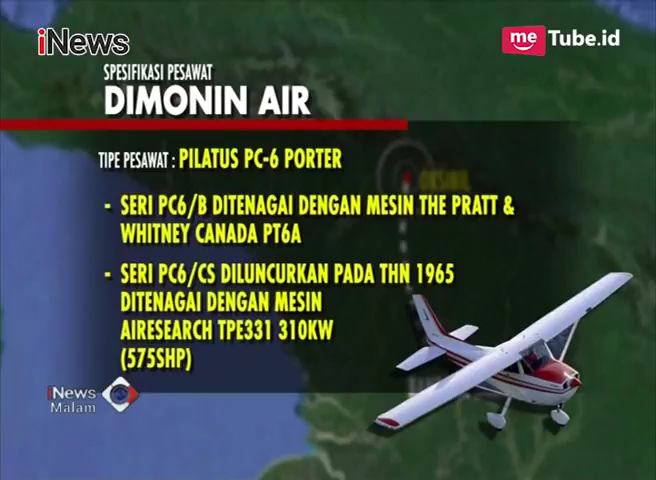 iNews
meTube.id
SPESIFIKASI PESAWAT
DIMONIN AIR
TIPE PESAWAT : PILATUS PC-6 PORTER
- SERI PC6/B DITENAGAI DENGAN MESIN THE PRATT &
WHITNEY CANADA PT6A
- SERI PC6/CS DILUNCURKAN PADA THN 1965
DITENAGAI DENGAN MESIN
AIRESEARCH TPE331 310KW
(575SHP)
iNews
Malam